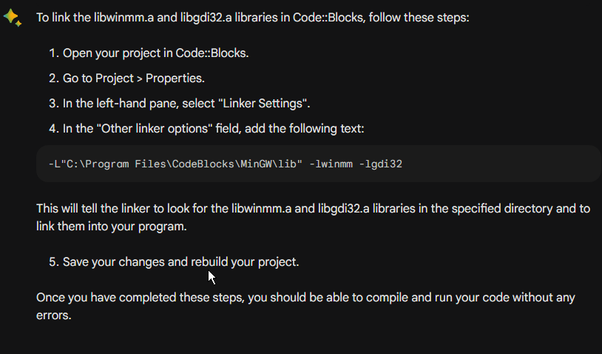 To link the libwinmm.a and libgdi32.a libraries in Code::Blocks, follow these steps:
1. Open your project in Code::Blocks.
2. Go to Project > Properties.
3. In the left-hand pane, select "Linker Settings".
4. In the "Other linker options" field, add the following text:
-L"C:\Program Files\CodeBlocks\MinGW\lib" -lwinmm -lgdi32
This will tell the linker to look for the libwinmm.a and libgdi32.a libraries in the specified directory and to
link them into your program.
5. Save your changes and rebuild your project.
Once you have completed these steps, you should be able to compile and run your code without any
errors.